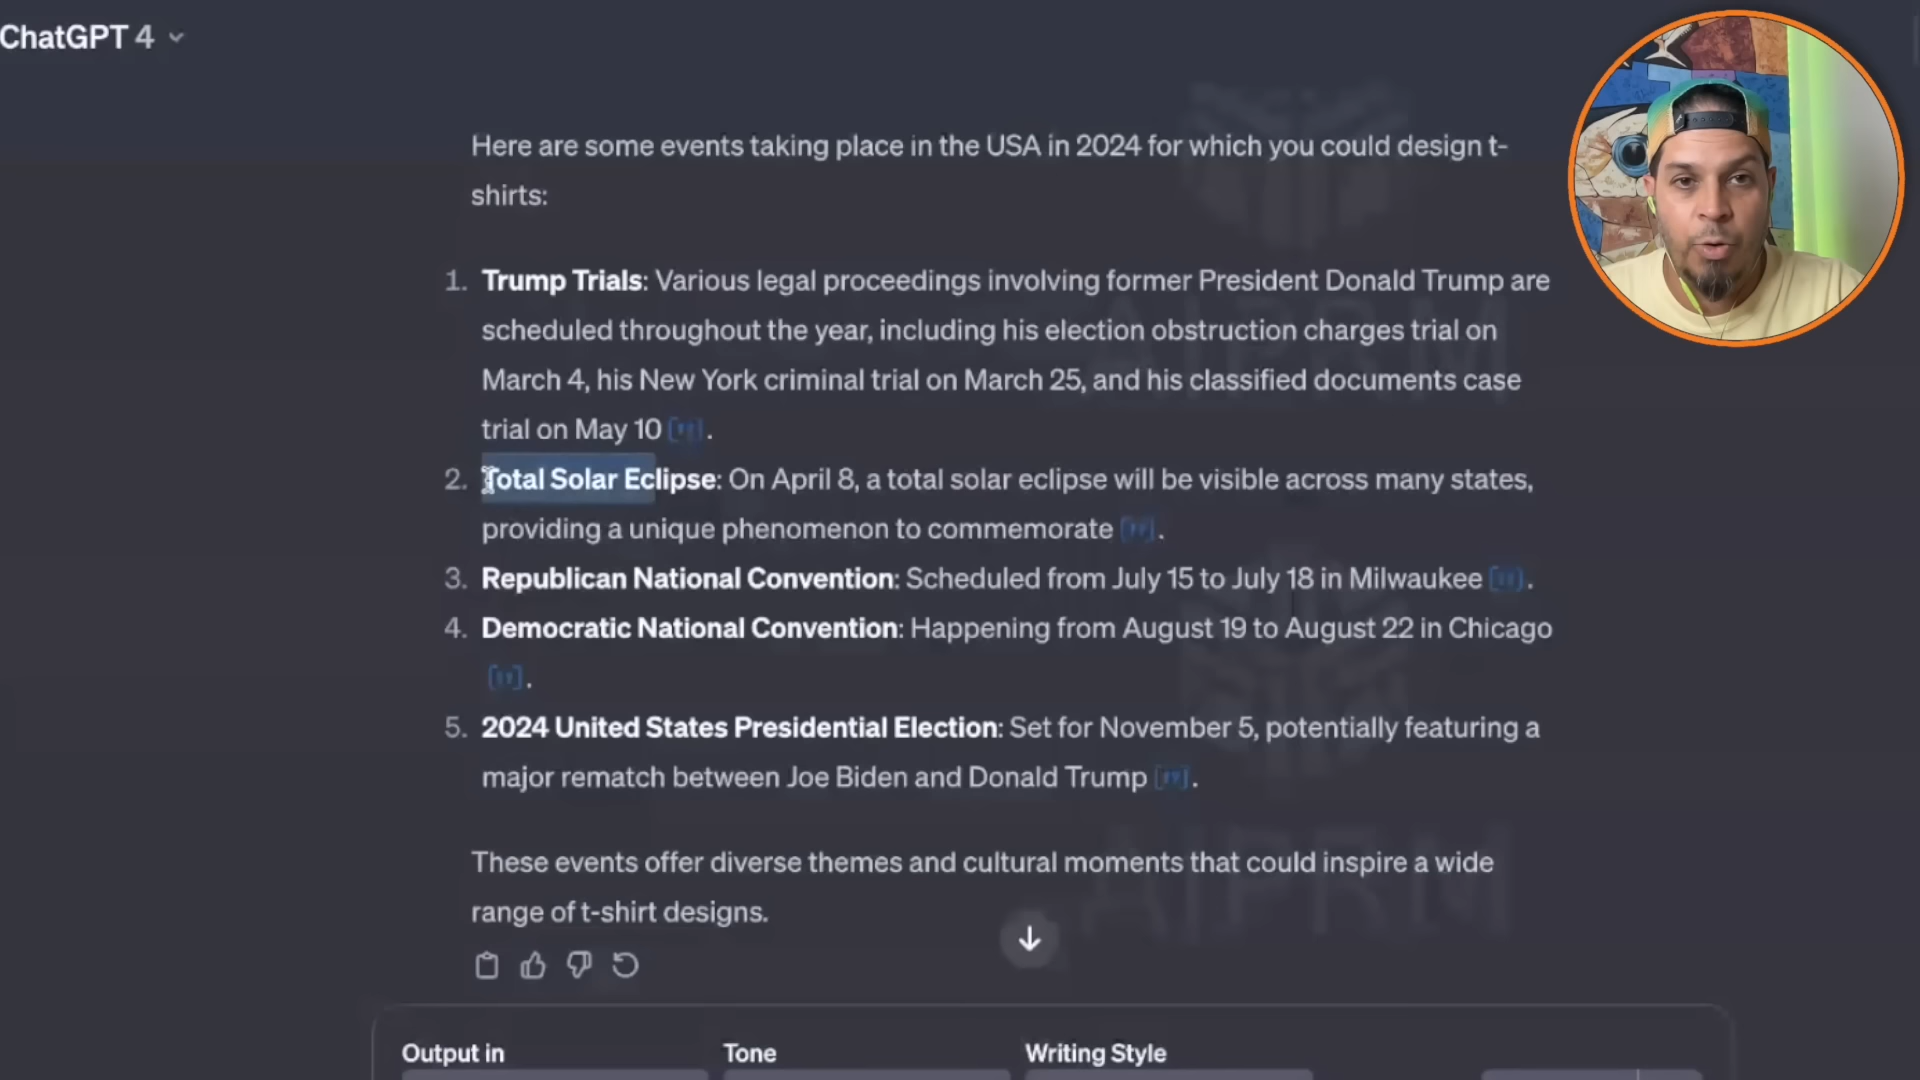 ChatGPT 4
Here are some events taking place in the USA in 2024 for which you could design t-
shirts:
1. Trump Trials: Various legal proceedings involving former President Donald Trump are
scheduled throughout the year, including his election obstruction charges trial on
March 4, his New York criminal trial on March 25, and his classified documents case
trial on May 10 ["] .
2. Total Solar Eclipse: On April 8, a total solar eclipse will be visible across many states,
providing a unique phenomenon to commemorate ["] .
3. Republican National Convention: Scheduled from July 15 to July 18 in Milwaukee ["] .
4. Democratic National Convention: Happening from August 19 to August 22 in Chicago
["] .
5. 2024 United States Presidential Election: Set for November 5, potentially featuring a
major rematch between Joe Biden and Donald Trump ["] .
These events offer diverse themes and cultural moments that could inspire a wide
range of t-shirt designs.
AIPRM
AIPRM
Output in
Tone
Writing Style